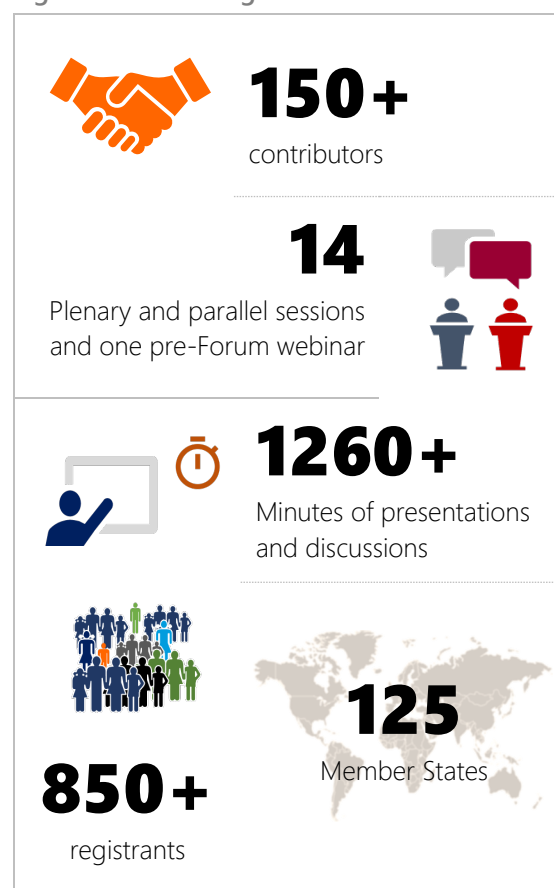 150+
contributors
14
Plenary and parallel sessions
and one pre-Forum webinar
1260+
Minutes of presentations
and discussions
125
Member States
850+
registrants